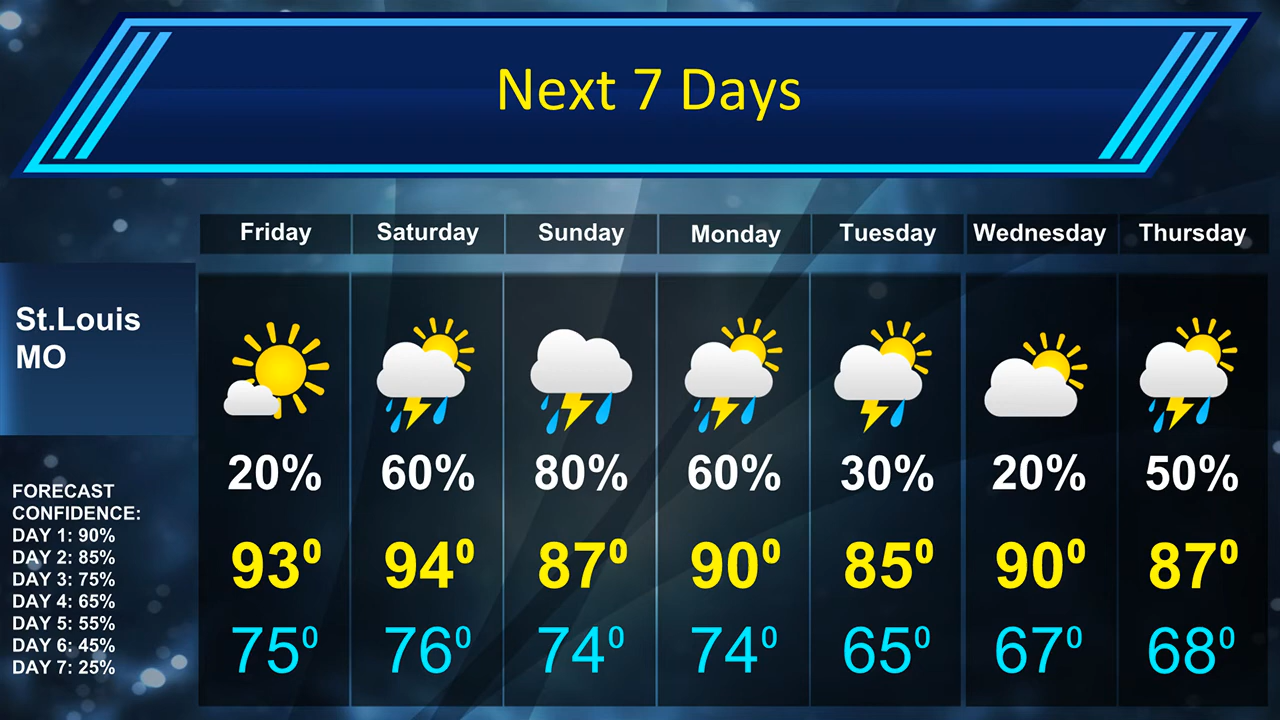 Next 7 Days
Friday Saturday Sunday Monday Tuesday Wednesday Thursday
St.Louis
MO
20% 60% 80% 60% 30% 20% 50%
93⁰ 94⁰ 87⁰ 90⁰ 85⁰ 90⁰ 87⁰
75⁰ 76⁰ 74⁰ 74⁰ 65⁰ 67⁰ 68⁰
FORECAST
CONFIDENCE:
DAY 1: 90%
DAY 2: 85%
DAY 3: 75%
DAY 4: 65%
DAY 5: 55%
DAY 6: 45%
DAY 7: 25%